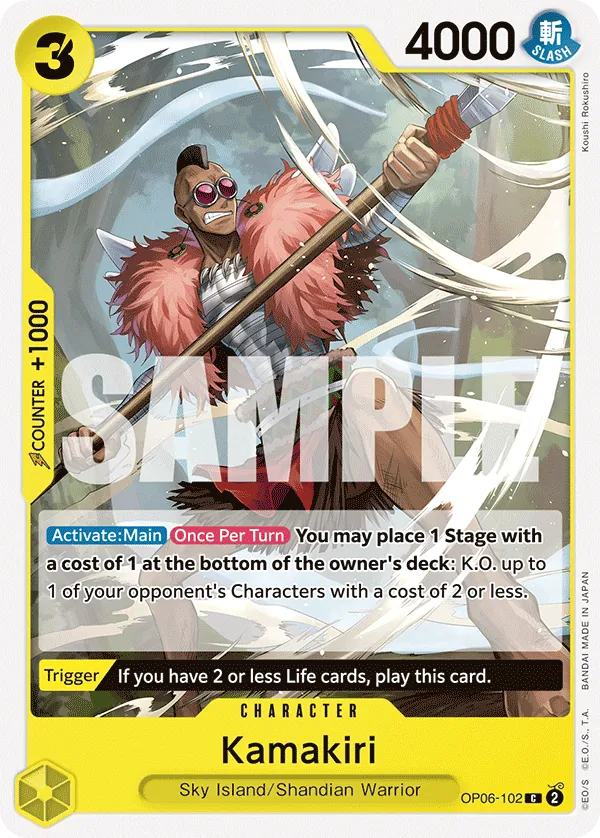 3
4000
斬
SLASH
Koushi Rokushiro
COUNTER +1000
SAMPLE
Activate:Main Once Per Turn You may place 1 Stage with
a cost of 1 at the bottom of the owner's deck: K.O. up to
1 of your opponent's Characters with a cost of 2 or less.
Trigger If you have 2 or less Life cards, play this card.
CHARACTER
Kamakiri
Sky Island/Shandian Warrior
OP06-102 C 2
©E.O/S ©E.O./S., T.A. BANDAI MADE IN JAPAN